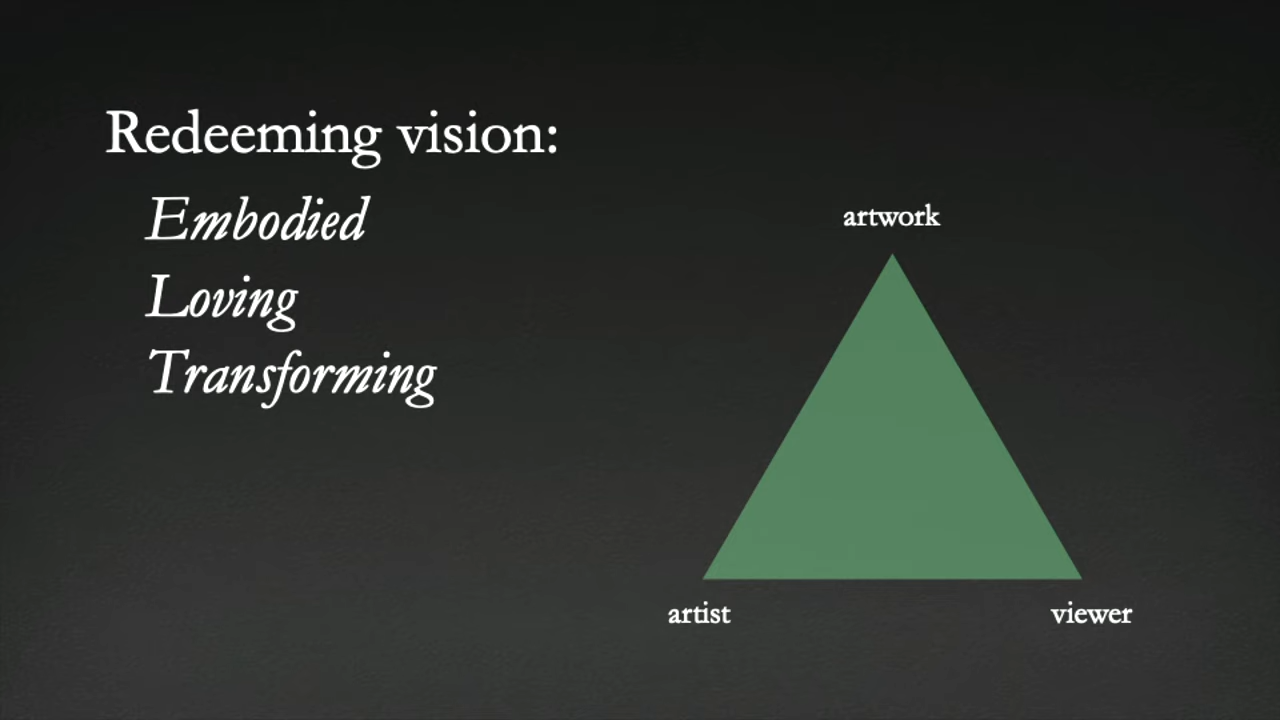 Redeeming vision:
Embodied
Loving
Transforming
artwork
artist
viewer